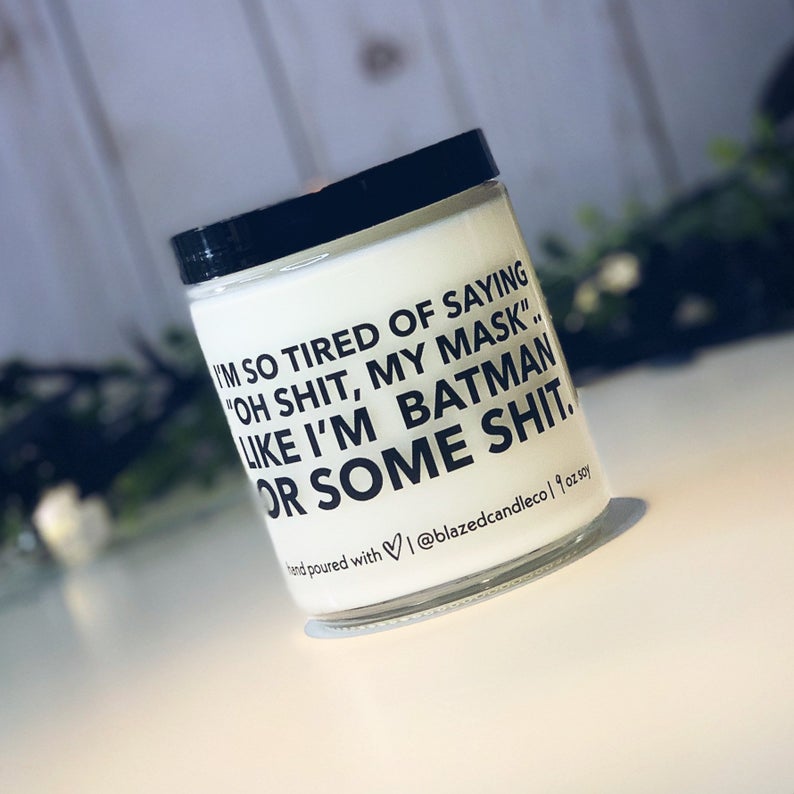 I'M SO TIRED OF SAYING
"OH SHIT, MY MASK"..
LIKE I'M BATMAN
OR SOME SHIT.
hand poured with ♡ | @blazedcandleco | 9 oz soy